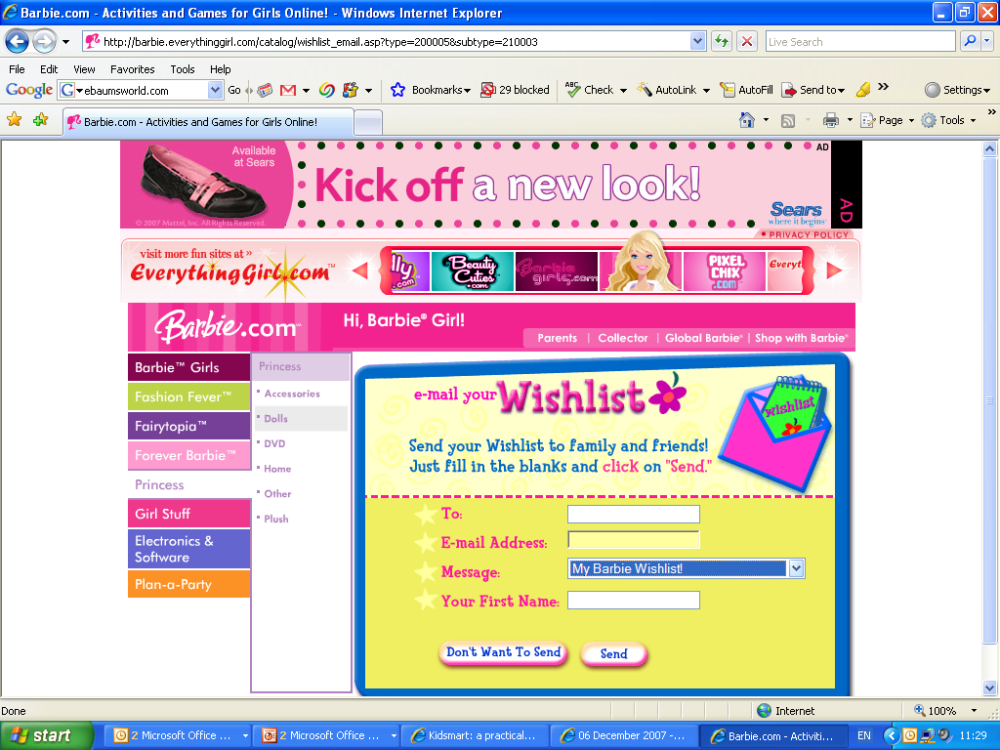 Barbie.com - Activities and Games for Girls Online! - Windows Internet Explorer
http://barbie.everythinggirl.com/catalog/wishlist_email.asp?type=200005&subtype=210003
Live Search
File Edit View Favorites Tools Help
Google G ebaumsworld.com Go Bookmarks 29 blocked ABC Check AutoLink AutoFill Send to Settings
Barbie.com - Activities and Games for Girls Online! Page Tools
Available
at Sears
Kick off a new look!
AD
AD
Sears
where it begins
© 2007 Mattel, Inc. All Rights Reserved.
PRIVACY POLICY
visit more fun sites at »
EverythingGirl.com™
lly .com
Beauty Cuties .com
Barbie girls.com
PIXEL CHIX .com
Everyt
Barbie.com
Hi, Barbie® Girl!
Parents | Collector | Global Barbie® | Shop with Barbie®
Barbie™ Girls
Fashion Fever™
Fairytopia™
Forever Barbie™
Princess
Girl Stuff
Electronics &
Software
Plan-a-Party
Princess
Accessories
Dolls
DVD
Home
Other
Plush
e-mail your Wishlist
wishlist
Send your Wishlist to family and friends!
Just fill in the blanks and click on "Send."
To:
E-mail Address:
Message: My Barbie Wishlist!
Your First Name:
Don't Want To Send Send
Done Internet 100%
start 2 Microsoft Office ... 2 Microsoft Office ... Kidsmart: a practical... 06 December 2007 -... Barbie.com - Activiti... EN 11:29